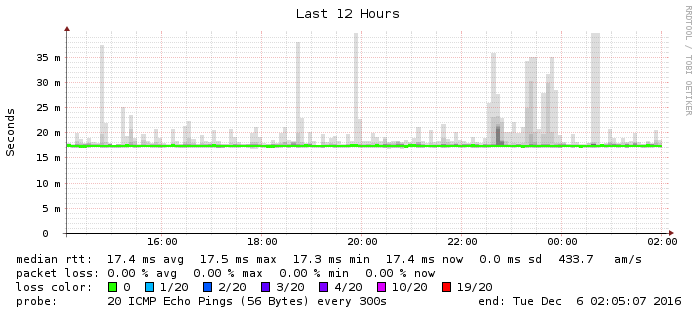 Last 12 Hours
RRDTOOL / TOBI OETIKER
Seconds
35 m
30 m
25 m
20 m
15 m
10 m
5 m
0
16:00 18:00 20:00 22:00 00:00 02:00
median rtt: 17.4 ms avg 17.5 ms max 17.3 ms min 17.4 ms now 0.0 ms sd 433.7 am/s
packet loss: 0.00 % avg 0.00 % max 0.00 % min 0.00 % now
loss color: 0 1/20 2/20 3/20 4/20 10/20 19/20
probe: 20 ICMP Echo Pings (56 Bytes) every 300s end: Tue Dec 6 02:05:07 2016